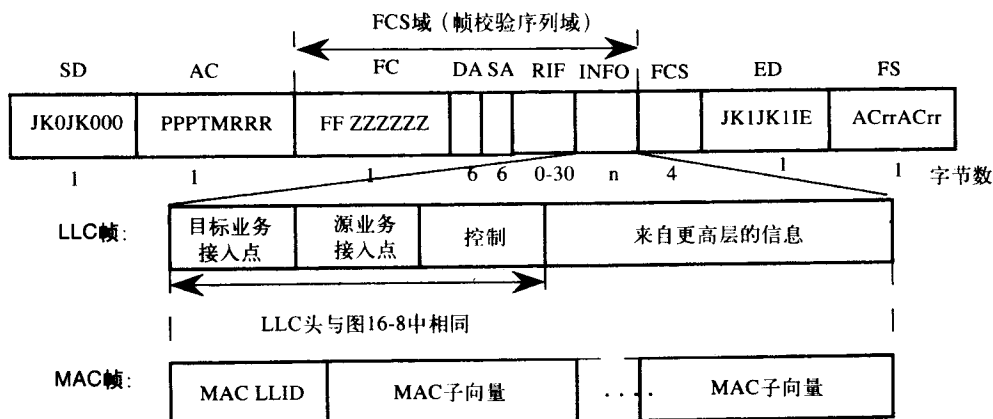 FCS域（帧校验序列域）
SD AC FC DA SA RIF INFO FCS ED FS
JK0JK000 PPPTMRRR FF ZZZZZZ JK1JK1IE ACrrACrr
1 1 1 6 6 0-30 n 4 1 1 字节数
LLC帧: 目标业务接入点 源业务接入点 控制 来自更高层的信息
LLC头与图16-8中相同
MAC帧: MAC LLID MAC子向量 .... MAC子向量